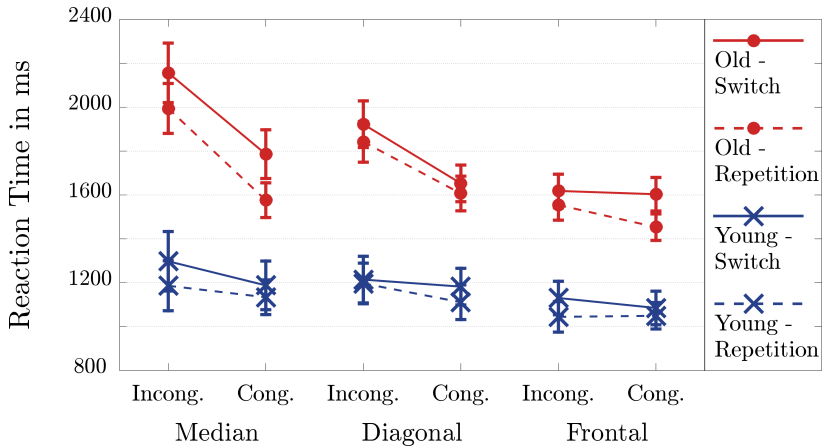 2400
2000
1600
1200
800
Reaction Time in ms
Incong. Cong. Incong. Cong. Incong. Cong.
Median Diagonal Frontal
Old -
Switch
Old -
Repetition
Young -
Switch
Young -
Repetition